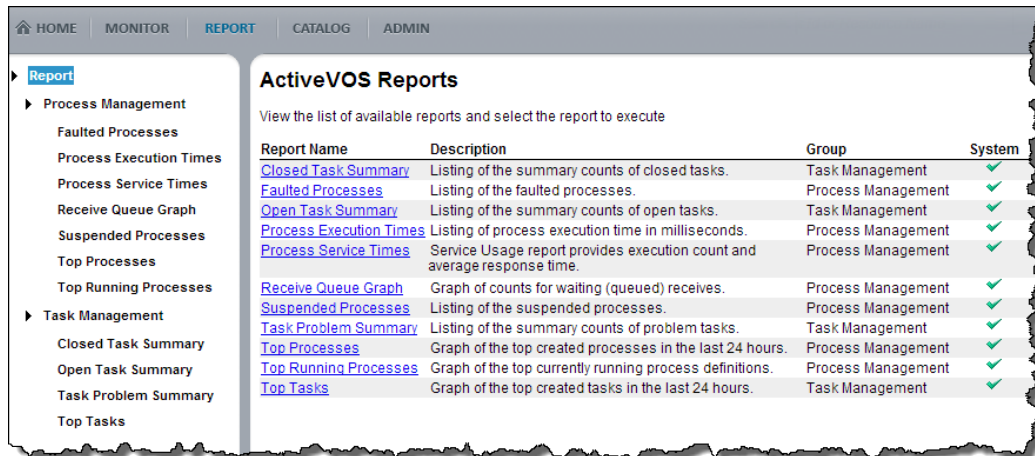 HOME MONITOR REPORT CATALOG ADMIN
Report
Process Management
Faulted Processes
Process Execution Times
Process Service Times
Receive Queue Graph
Suspended Processes
Top Processes
Top Running Processes
Task Management
Closed Task Summary
Open Task Summary
Task Problem Summary
Top Tasks
ActiveVOS Reports
View the list of available reports and select the report to execute
Report Name Description Group System
Closed Task Summary Listing of the summary counts of closed tasks. Task Management
Faulted Processes Listing of the faulted processes. Process Management
Open Task Summary Listing of the summary counts of open tasks. Task Management
Process Execution Times Listing of process execution time in milliseconds. Process Management
Process Service Times Service Usage report provides execution count and Process Management
average response time.
Receive Queue Graph Graph of counts for waiting (queued) receives. Process Management
Suspended Processes Listing of the suspended processes. Process Management
Task Problem Summary Listing of the summary counts of problem tasks. Task Management
Top Processes Graph of the top created processes in the last 24 hours. Process Management
Top Running Processes Graph of the top currently running process definitions. Process Management
Top Tasks Graph of the top created tasks in the last 24 hours. Task Management